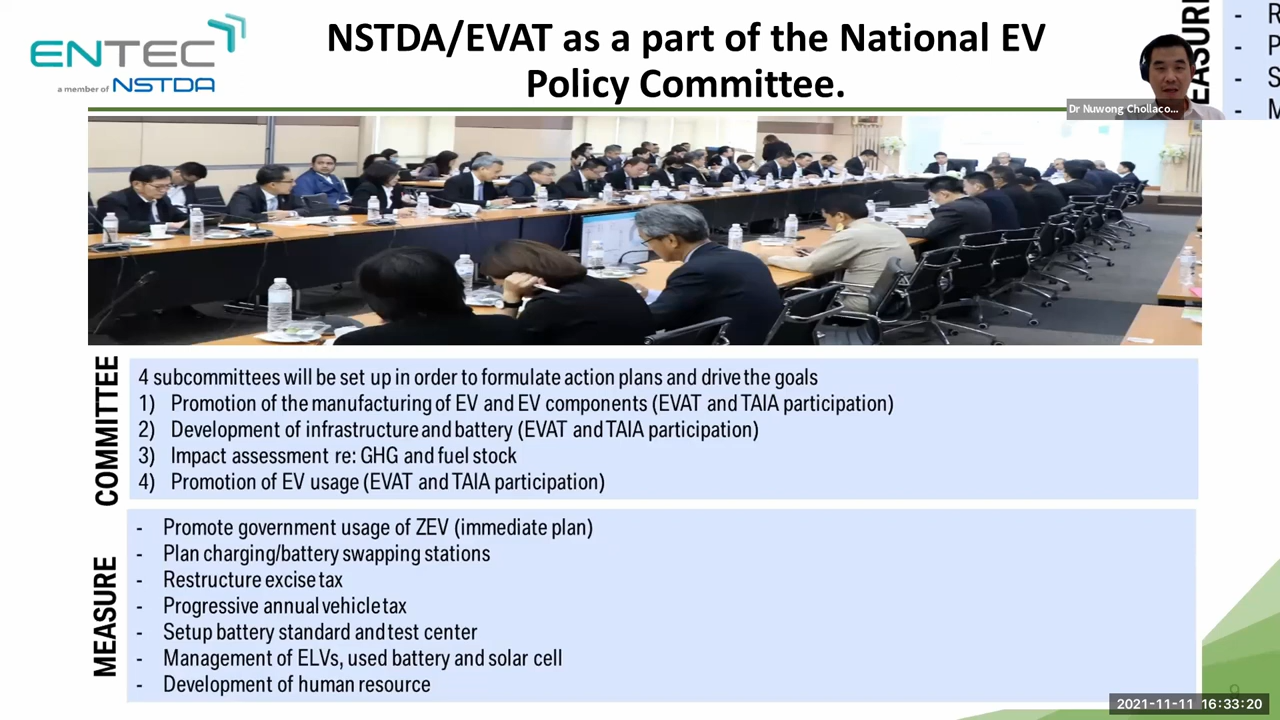 ENTEC
a member of NSTDA
NSTDA/EVAT as a part of the National EV
Policy Committee.
Dr Nuwong Chollaco...
COMMITTEE
4 subcommittees will be set up in order to formulate action plans and drive the goals
1) Promotion of the manufacturing of EV and EV components (EVAT and TAIA participation)
2) Development of infrastructure and battery (EVAT and TAIA participation)
3) Impact assessment re: GHG and fuel stock
4) Promotion of EV usage (EVAT and TAIA participation)
MEASURE
- Promote government usage of ZEV (immediate plan)
- Plan charging/battery swapping stations
- Restructure excise tax
- Progressive annual vehicle tax
- Setup battery standard and test center
- Management of ELVs, used battery and solar cell
- Development of human resource
9
2021-11-11 16:33:20